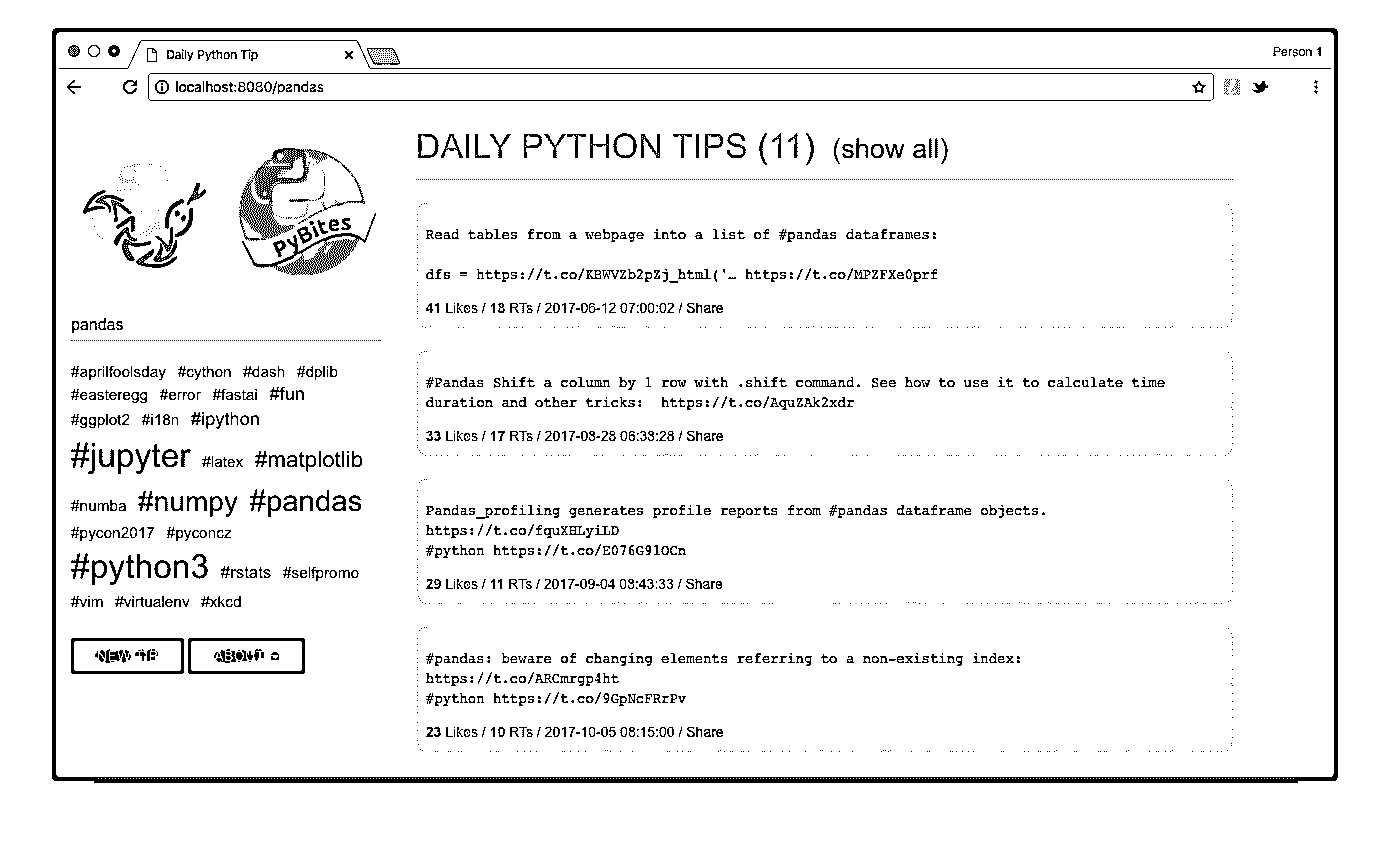 Daily Python Tip
Person 1
localhost:8080/pandas
PyBites
DAILY PYTHON TIPS (11) (show all)
pandas
#aprilfoolsday #cython #dash #dplib
#easteregg #error #fastai #fun
#ggplot2 #i18n #ipython
#jupyter #latex #matplotlib
#numba #numpy #pandas
#pycon2017 #pyconcz
#python3 #rstats #selfpromo
#vim #virtualenv #xkcd
NEW TIP ABOUT
Read tables from a webpage into a list of #pandas dataframes:
dfs = https://t.co/KBWVZb2pZj_html('… https://t.co/MPZFXe0prf
41 Likes / 18 RTs / 2017-06-12 07:00:02 / Share
#Pandas Shift a column by 1 row with .shift command. See how to use it to calculate time
duration and other tricks: https://t.co/AquZAk2xdr
33 Likes / 17 RTs / 2017-08-28 06:38:28 / Share
Pandas_profiling generates profile reports from #pandas dataframe objects.
https://t.co/fquXHLyiLD
#python https://t.co/E076G9lOCn
29 Likes / 11 RTs / 2017-09-04 08:43:33 / Share
#pandas: beware of changing elements referring to a non-existing index:
https://t.co/ARCmrgp4ht
#python https://t.co/9GpNcFRrPv
23 Likes / 10 RTs / 2017-10-05 08:15:00 / Share